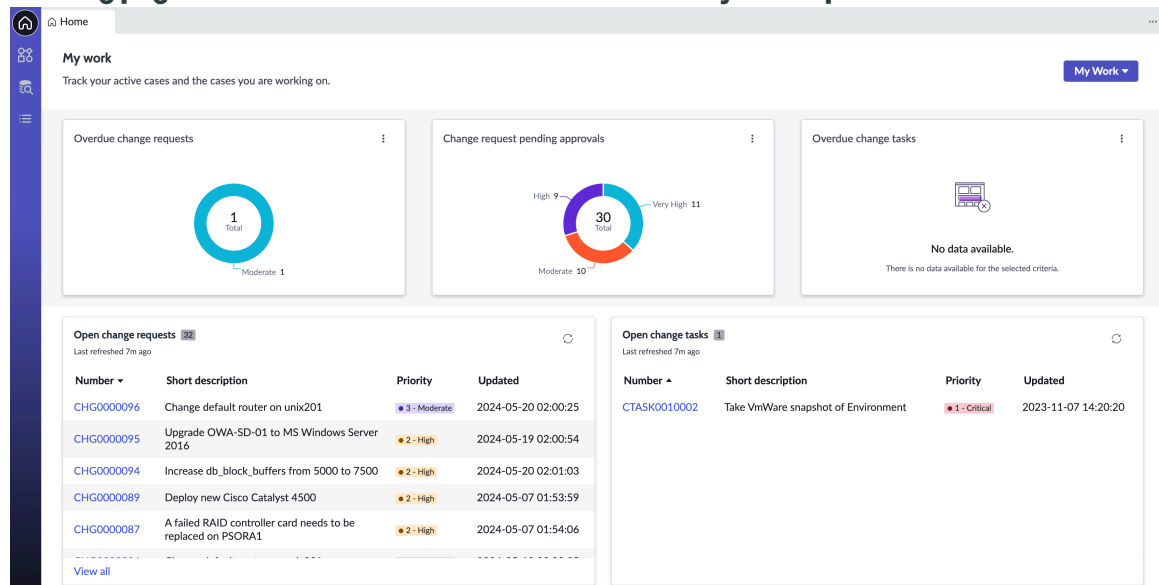 Home
...
My work
Track your active cases and the cases you are working on.
My Work
Overdue change requests
1
Total
Moderate 1
Change request pending approvals
High 9
Very High 11
30
Total
Moderate 10
Overdue change tasks
No data available.
There is no data available for the selected criteria.
Open change requests 32
Last refreshed 7m ago
Number Short description Priority Updated
CHG0000096 Change default router on unix201 3 - Moderate 2024-05-20 02:00:25
CHG0000095 Upgrade OWA-SD-01 to MS Windows Server
2016 2 - High 2024-05-19 02:00:54
CHG0000094 Increase db_block_buffers from 5000 to 7500 2 - High 2024-05-20 02:01:03
CHG0000089 Deploy new Cisco Catalyst 4500 2 - High 2024-05-07 01:53:59
CHG0000087 A failed RAID controller card needs to be
replaced on PSORA1 2 - High 2024-05-07 01:54:06
View all
Open change tasks 1
Last refreshed 7m ago
Number Short description Priority Updated
CTASK0010002 Take VmWare snapshot of Environment 1 - Critical 2023-11-07 14:20:20